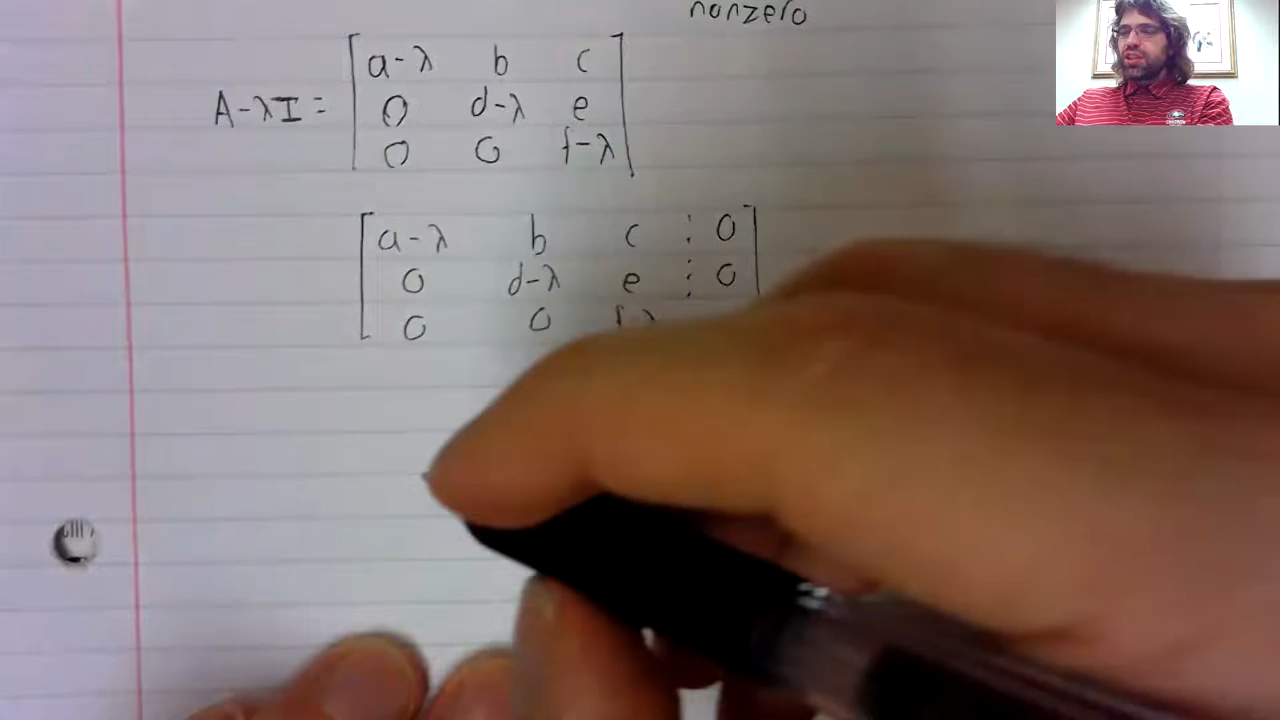 nonzero
A-λI = [ a-λ b c
0 d-λ e
0 0 f-λ ]
[ a-λ b c ⋮ 0
0 d-λ e ⋮ 0
0 0 f-λ